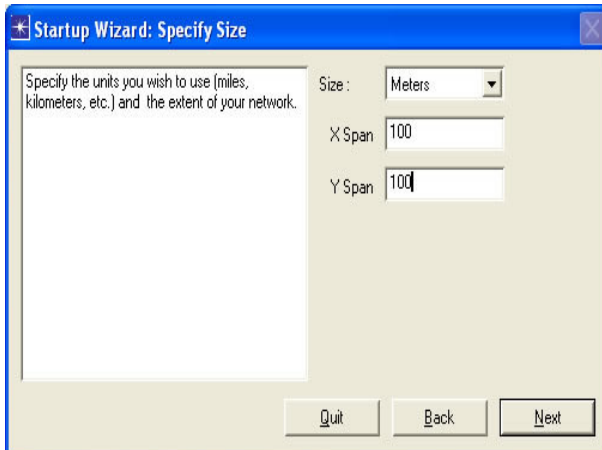 Startup Wizard: Specify Size
Specify the units you wish to use (miles,
kilometers, etc.) and the extent of your network.
Size : Meters
X Span 100
Y Span 100
Quit Back Next